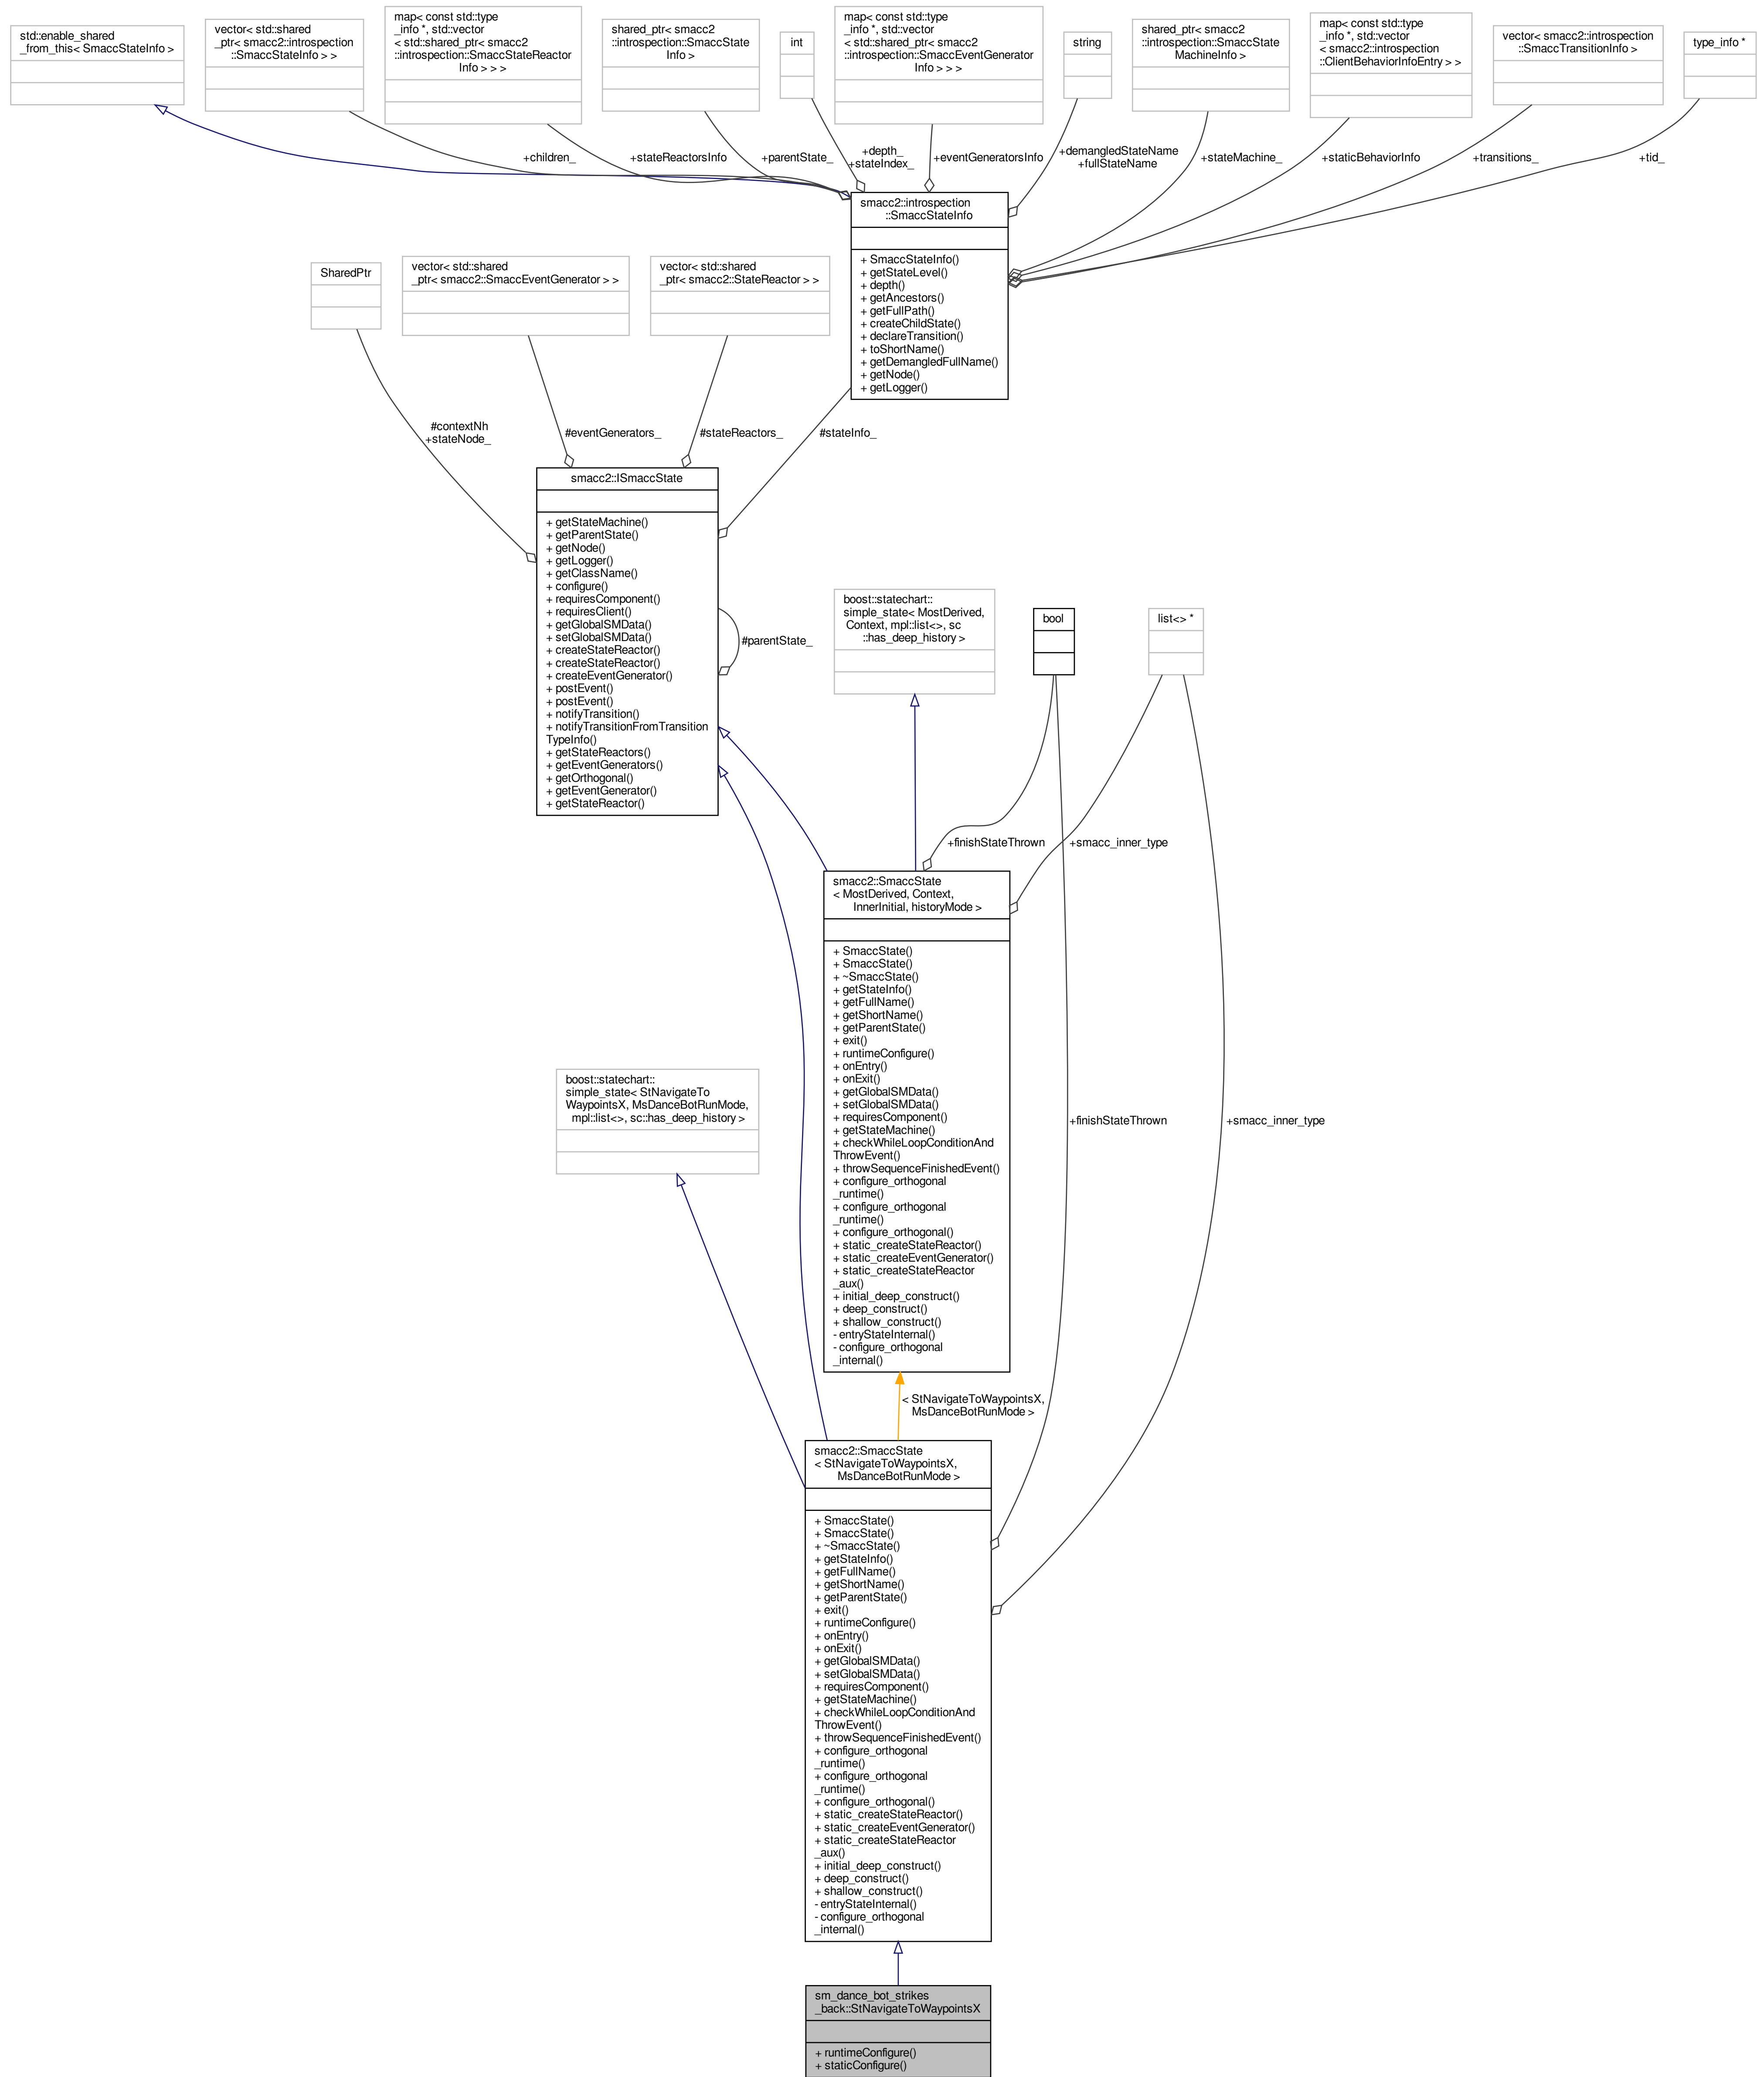 std::enable_shared
_from_this< SmaccStateInfo >
vector< std::shared
_ptr< smacc2::introspection
::SmaccStateInfo > >
map< const std::type
_info *, std::vector
< std::shared_ptr< smacc2
::introspection::SmaccStateReactor
Info > > >
shared_ptr< smacc2
::introspection::SmaccState
Info >
int
map< const std::type
_info *, std::vector
< std::shared_ptr< smacc2
::introspection::SmaccEventGenerator
Info > > >
string
shared_ptr< smacc2
::introspection::SmaccState
MachineInfo >
map< const std::type
_info *, std::vector
< smacc2::introspection
::ClientBehaviorInfoEntry > >
vector< smacc2::introspection
::SmaccTransitionInfo >
type_info *
+children_
+stateReactorsInfo
+parentState_
+depth_
+stateIndex_
+eventGeneratorsInfo
+demangledStateName
+fullStateName
+stateMachine_
+staticBehaviorInfo
+transitions_
+tid_
smacc2::introspection
::SmaccStateInfo
+ SmaccStateInfo()
+ getStateLevel()
+ depth()
+ getAncestors()
+ getFullPath()
+ createChildState()
+ declareTransition()
+ toShortName()
+ getDemangledFullName()
+ getNode()
+ getLogger()
SharedPtr
vector< std::shared
_ptr< smacc2::SmaccEventGenerator > >
vector< std::shared
_ptr< smacc2::StateReactor > >
#contextNh
+stateNode_
#eventGenerators_
#stateReactors_
#stateInfo_
smacc2::ISmaccState
+ getStateMachine()
+ getParentState()
+ getNode()
+ getLogger()
+ getClassName()
+ configure()
+ requiresComponent()
+ requiresClient()
+ getGlobalSMData()
+ setGlobalSMData()
+ createStateReactor()
+ createStateReactor()
+ createEventGenerator()
+ postEvent()
+ postEvent()
+ notifyTransition()
+ notifyTransitionFromTransition
TypeInfo()
+ getStateReactors()
+ getEventGenerators()
+ getOrthogonal()
+ getEventGenerator()
+ getStateReactor()
#parentState_
boost::statechart::
simple_state< MostDerived,
Context, mpl::list<>, sc
::has_deep_history >
bool
list<> *
+finishStateThrown
+smacc_inner_type
smacc2::SmaccState
< MostDerived, Context,
InnerInitial, historyMode >
+ SmaccState()
+ SmaccState()
+ ~SmaccState()
+ getStateInfo()
+ getFullName()
+ getShortName()
+ getParentState()
+ exit()
+ runtimeConfigure()
+ onEntry()
+ onExit()
+ getGlobalSMData()
+ setGlobalSMData()
+ requiresComponent()
+ getStateMachine()
+ checkWhileLoopConditionAnd
ThrowEvent()
+ throwSequenceFinishedEvent()
+ configure_orthogonal
_runtime()
+ configure_orthogonal
_runtime()
+ configure_orthogonal()
+ static_createStateReactor()
+ static_createEventGenerator()
+ static_createStateReactor
_aux()
+ initial_deep_construct()
+ deep_construct()
+ shallow_construct()
- entryStateInternal()
- configure_orthogonal
_internal()
boost::statechart::
simple_state< StNavigateTo
WaypointsX, MsDanceBotRunMode,
mpl::list<>, sc::has_deep_history >
+finishStateThrown
+smacc_inner_type
< StNavigateToWaypointsX,
MsDanceBotRunMode >
smacc2::SmaccState
< StNavigateToWaypointsX,
MsDanceBotRunMode >
+ SmaccState()
+ SmaccState()
+ ~SmaccState()
+ getStateInfo()
+ getFullName()
+ getShortName()
+ getParentState()
+ exit()
+ runtimeConfigure()
+ onEntry()
+ onExit()
+ getGlobalSMData()
+ setGlobalSMData()
+ requiresComponent()
+ getStateMachine()
+ checkWhileLoopConditionAnd
ThrowEvent()
+ throwSequenceFinishedEvent()
+ configure_orthogonal
_runtime()
+ configure_orthogonal
_runtime()
+ configure_orthogonal()
+ static_createStateReactor()
+ static_createEventGenerator()
+ static_createStateReactor
_aux()
+ initial_deep_construct()
+ deep_construct()
+ shallow_construct()
- entryStateInternal()
- configure_orthogonal
_internal()
sm_dance_bot_strikes
_back::StNavigateToWaypointsX
+ runtimeConfigure()
+ staticConfigure()